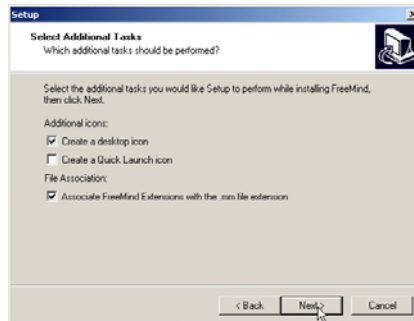 Setup
Select Additional Tasks
Which additional tasks should be performed?
Select the additional tasks you would like Setup to perform while installing FreeMind,
then click Next.
Additional icons:
Create a desktop icon
Create a Quick Launch icon
File Association:
Associate FreeMind Extensions with the .mm file extension
< Back
Next >
Cancel